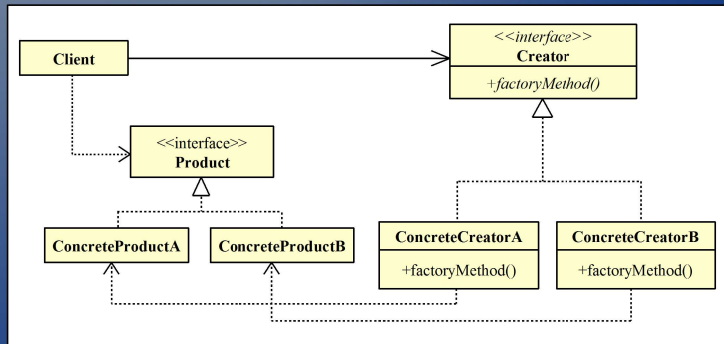 <<interface>>
Creator
Client
+factoryMethod()
<<interface>>
Product
ConcreteProductA
ConcreteProductB
ConcreteCreatorA
ConcreteCreatorB
+factoryMethod()
+factoryMethod()